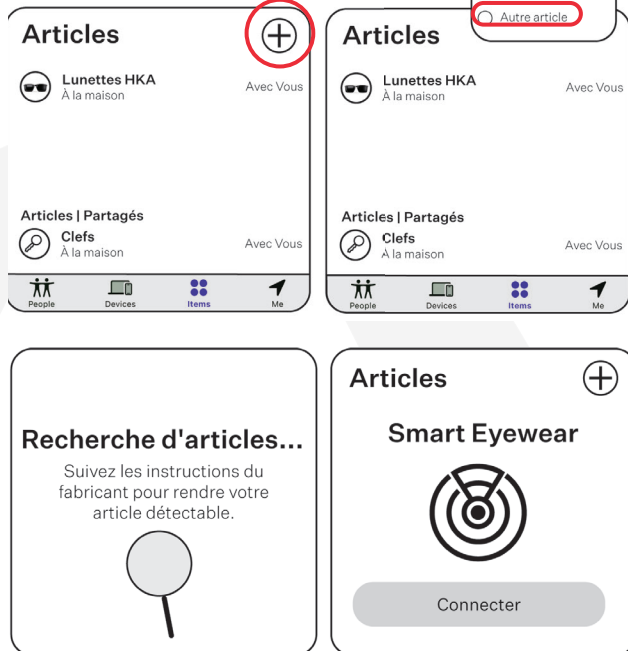 Articles
Lunettes HKA
À la maison
Avec Vous
Articles | Partagés
Clefs
À la maison
Avec Vous
People
Devices
Items
Me
Autre article
Articles
Lunettes HKA
À la maison
Avec Vous
Articles | Partagés
Clefs
À la maison
Avec Vous
People
Devices
Items
Me
Recherche d'articles...
Suivez les instructions du
fabricant pour rendre votre
article détectable.
Articles
Smart Eyewear
Connecter